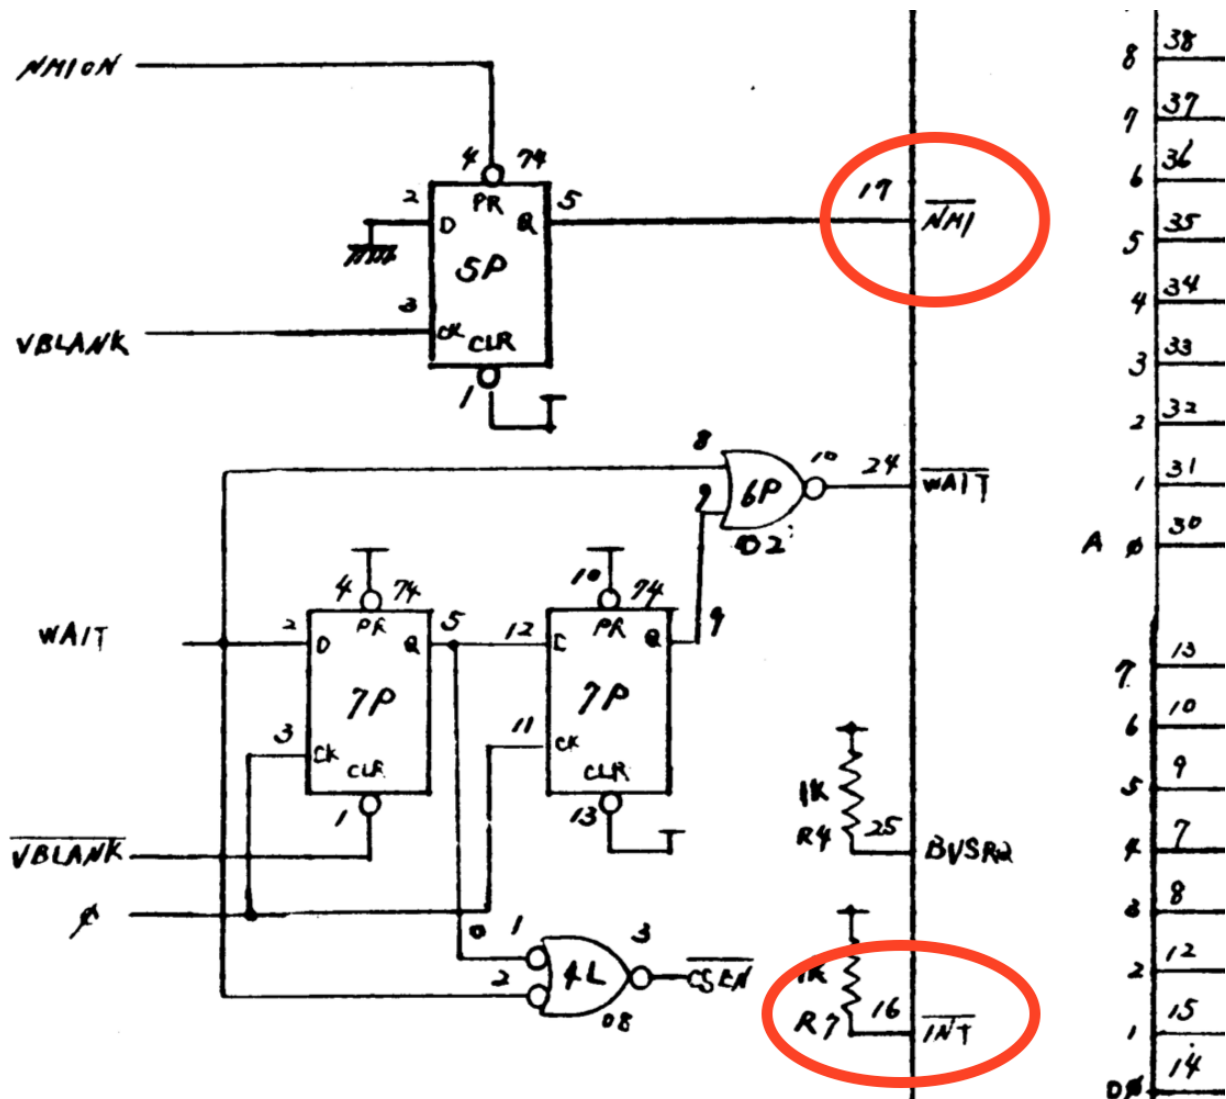 NMION
4 74
2 PR 5
D Q
5P
3
VBLANK CK CLR
1
17 NMI
8 10 24 WAIT
9 6P
02
4 74 10 74
WAIT 2 PR 5 12 PR 9
D Q D Q
7P 7P
3 11
CK CK
CLR CLR
1 13
VBLANK
φ
0 1 3
2 4L CSEN
08
1K
R4 25 BUSRQ
1K
R7 16 INT
8 38
7 37
6 36
5 35
4 34
3 33
2 32
1 31
A φ 30
7 13
6 10
5 9
4 7
3 8
2 12
1 15
Dφ 14